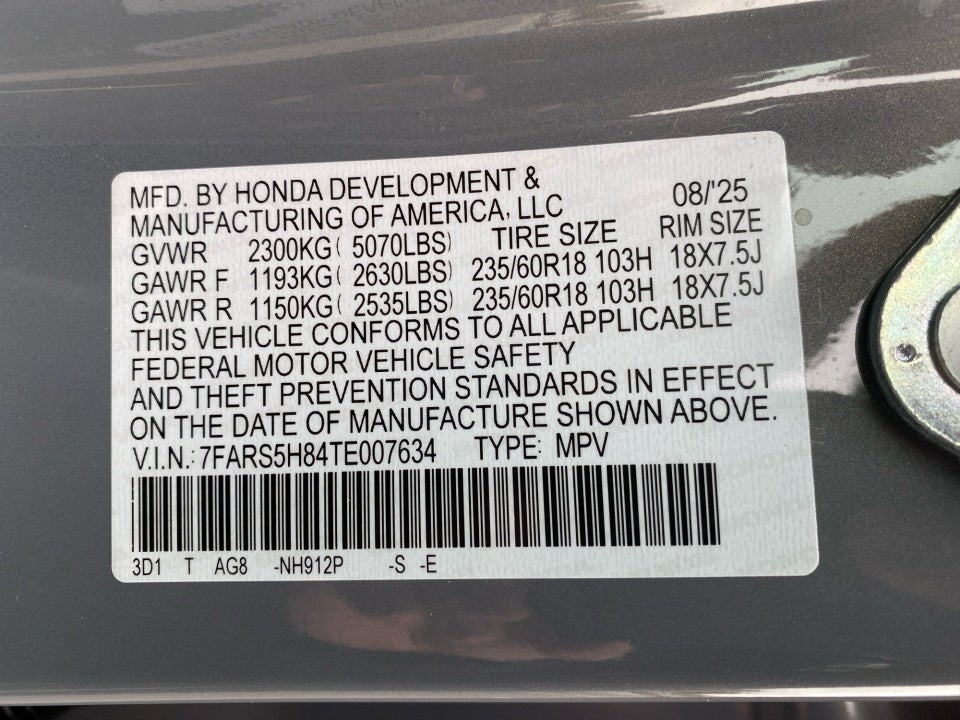 MFD. BY HONDA DEVELOPMENT & 08/'25
MANUFACTURING OF AMERICA, LLC
GVWR 2300KG( 5070LBS) TIRE SIZE RIM SIZE
GAWR F 1193KG( 2630LBS) 235/60R18 103H 18X7.5J
GAWR R 1150KG( 2535LBS) 235/60R18 103H 18X7.5J
THIS VEHICLE CONFORMS TO ALL APPLICABLE
FEDERAL MOTOR VEHICLE SAFETY
AND THEFT PREVENTION STANDARDS IN EFFECT
ON THE DATE OF MANUFACTURE SHOWN ABOVE.
V.I.N.: 7FARS5H84TE007634 TYPE: MPV
3D1 T AG8 -NH912P -S -E